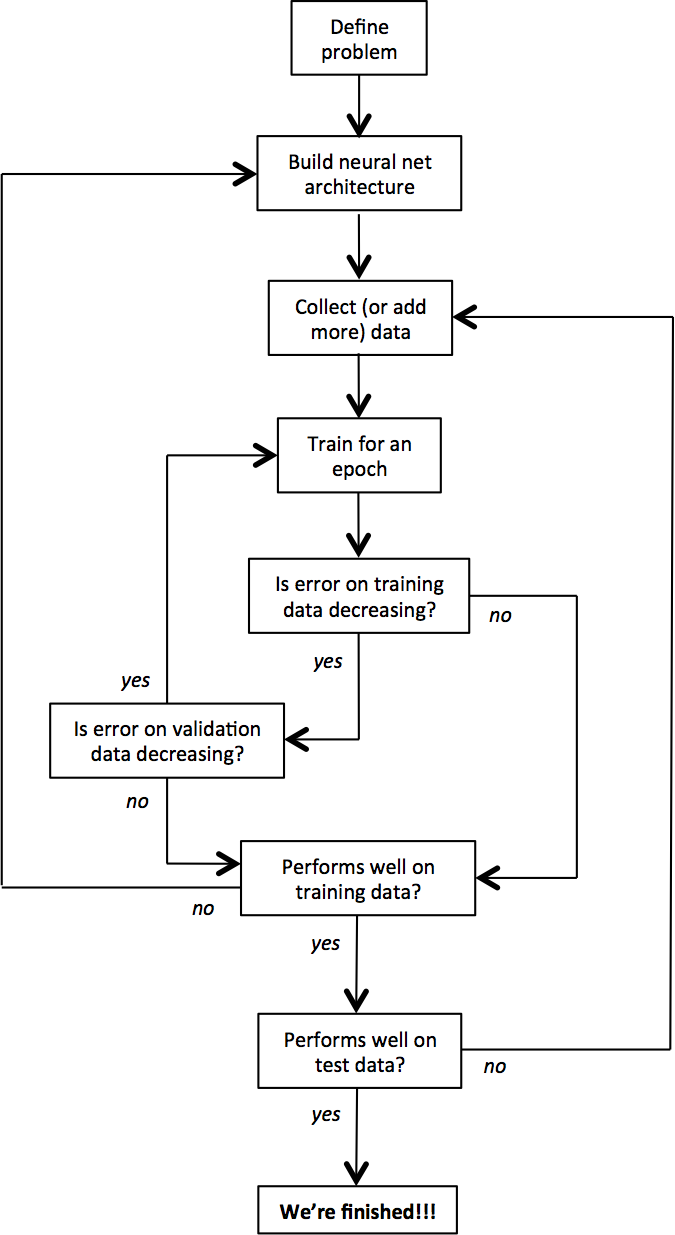 Define
problem
Build neural net
architecture
Collect (or add
more) data
Train for an
epoch
Is error on training
data decreasing?
no
yes
yes
Is error on validation
data decreasing?
no
Performs well on
training data?
no
yes
Performs well on
test data?
no
yes
We're finished!!!